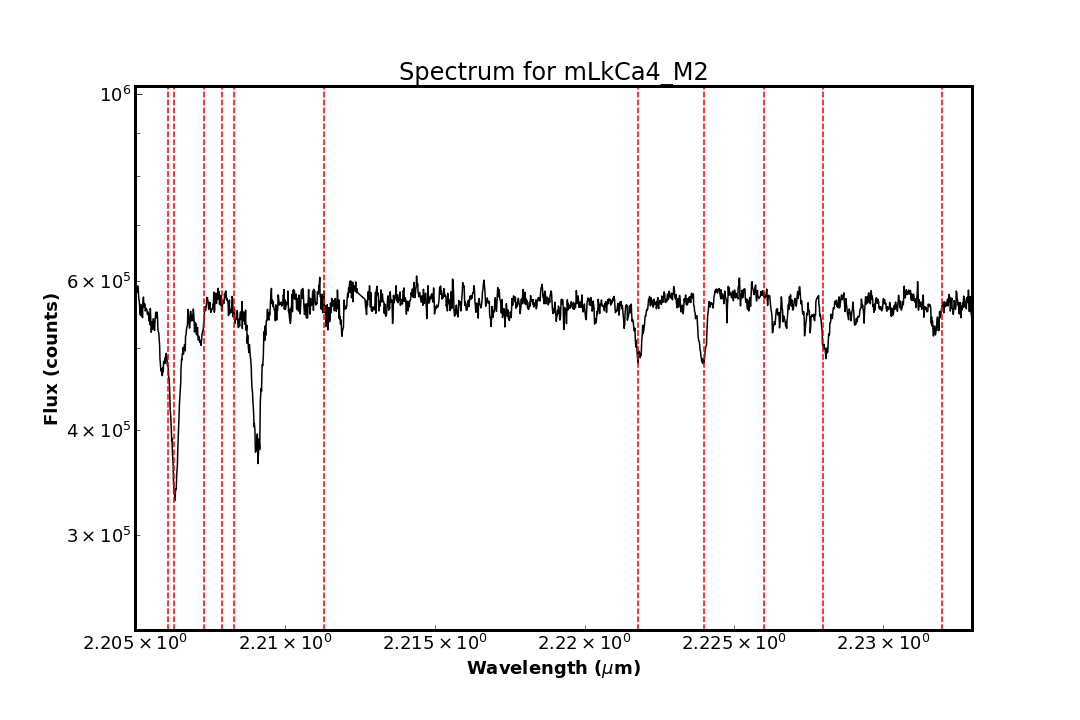 Spectrum for mLkCa4_M2
10⁶
6 × 10⁵
4 × 10⁵
3 × 10⁵
Flux (counts)
2.205 × 10⁰ 2.21 × 10⁰ 2.215 × 10⁰ 2.22 × 10⁰ 2.225 × 10⁰ 2.23 × 10⁰
Wavelength (μm)